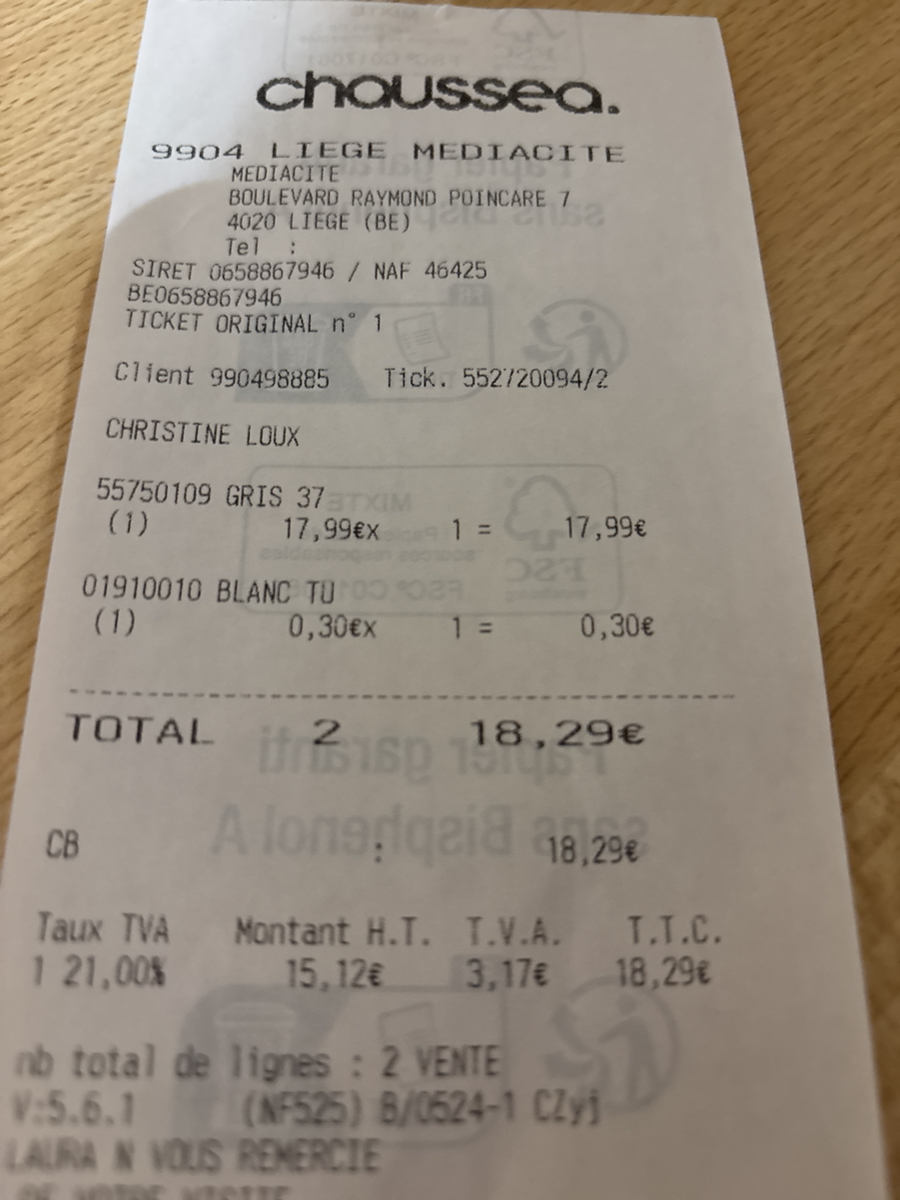 chaussea.
9904 LIEGE MEDIACITE
MEDIACITE
BOULEVARD RAYMOND POINCARE 7
4020 LIEGE (BE)
Tel :
SIRET 0658867946 / NAF 46425
BE0658867946
TICKET ORIGINAL n° 1
Client 990498885 Tick. 552720094/2
CHRISTINE LOUX
55750109 GRIS 37
(1) 17,99€x 1 = 17,99€
01910010 BLANC TU
(1) 0,30€x 1 = 0,30€
TOTAL 2 18,29€
CB : 18,29€
Taux TVA Montant H.T. T.V.A. T.T.C.
1 21,00% 15,12€ 3,17€ 18,29€
nb total de lignes : 2 VENTE
V:5.6.1 (NF525) B/0524-1 CZyj
LAURA N VOUS REMERCIE
DE VOTRE VISITE